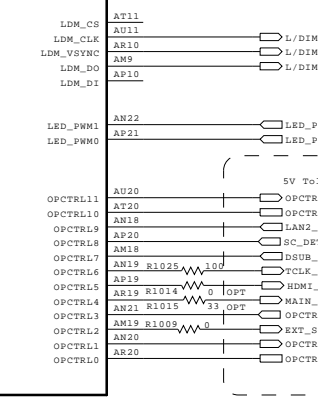 LDM_CS AT11
LDM_CLK AU11 L/DIM
LDM_VSYNC AR10 L/DIM
LDM_DO AM9 L/DIM
LDM_DI AP10
LED_PWM1 AN22 LED_P
LED_PWM0 AP21 LED_P
5V Tol
OPCTRL11 AU20 OPCTR
OPCTRL10 AT20 OPCTR
OPCTRL9 AN18 LAN2_
OPCTRL8 AP20 SC_DET
OPCTRL7 AM18 DSUB_
OPCTRL6 AN19 R1025 100 TCLK_
OPCTRL5 AP19 HDMI_
OPCTRL4 AR19 R1014 0 OPT MAIN_
OPCTRL3 AN21 R1015 33 OPT OPCTR
OPCTRL2 AM19 R1009 0 EXT_S
OPCTRL1 AN20 OPCTR
OPCTRL0 AR20 OPCTR